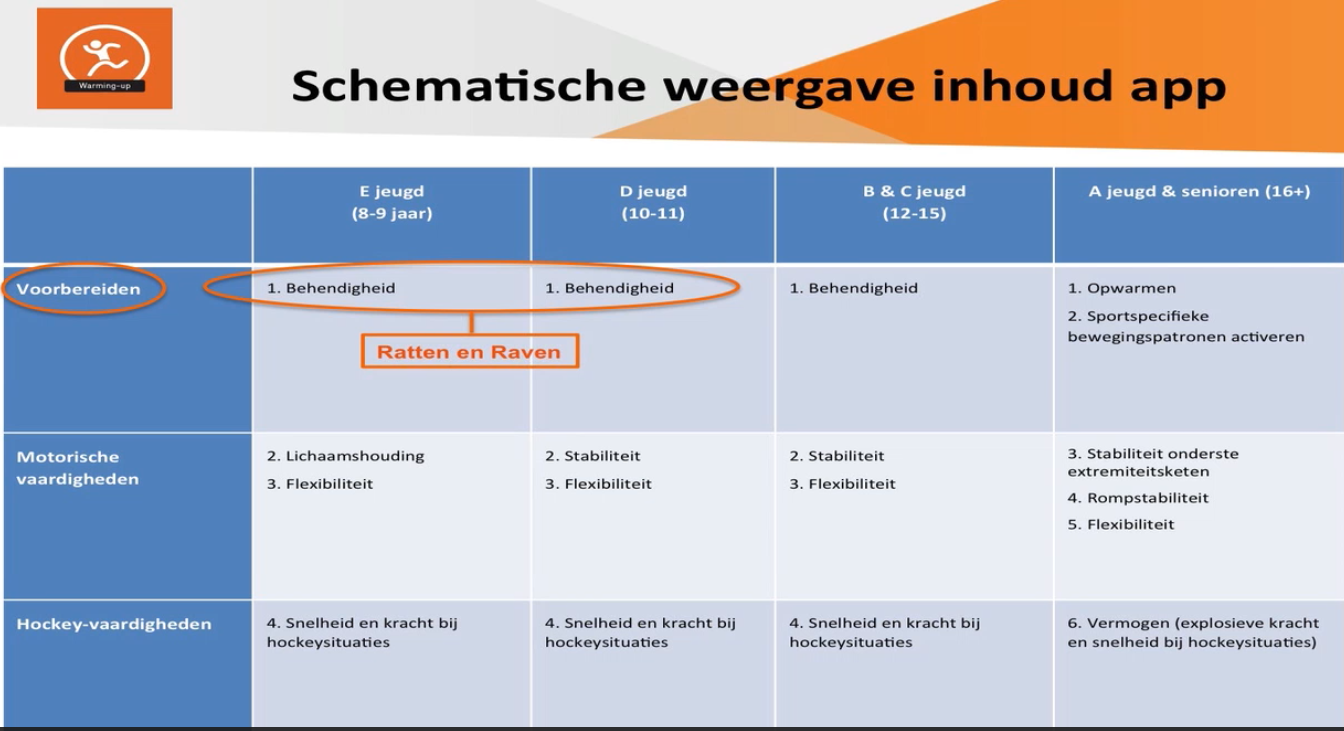 Warming-up
Schematische weergave inhoud app
E jeugd
(8-9 jaar)
D jeugd
(10-11)
B & C jeugd
(12-15)
A jeugd & senioren (16+)
Voorbereiden
1. Behendigheid
1. Behendigheid
1. Behendigheid
1. Opwarmen
2. Sportspecifieke
bewegingspatronen activeren
Ratten en Raven
Motorische
vaardigheden
2. Lichaamshouding
3. Flexibiliteit
2. Stabiliteit
3. Flexibiliteit
2. Stabiliteit
3. Flexibiliteit
3. Stabiliteit onderste
extremiteitsketen
4. Rompstabiliteit
5. Flexibiliteit
Hockey-vaardigheden
4. Snelheid en kracht bij
hockeysituaties
4. Snelheid en kracht bij
hockeysituaties
4. Snelheid en kracht bij
hockeysituaties
6. Vermogen (explosieve kracht
en snelheid bij hockeysituaties)